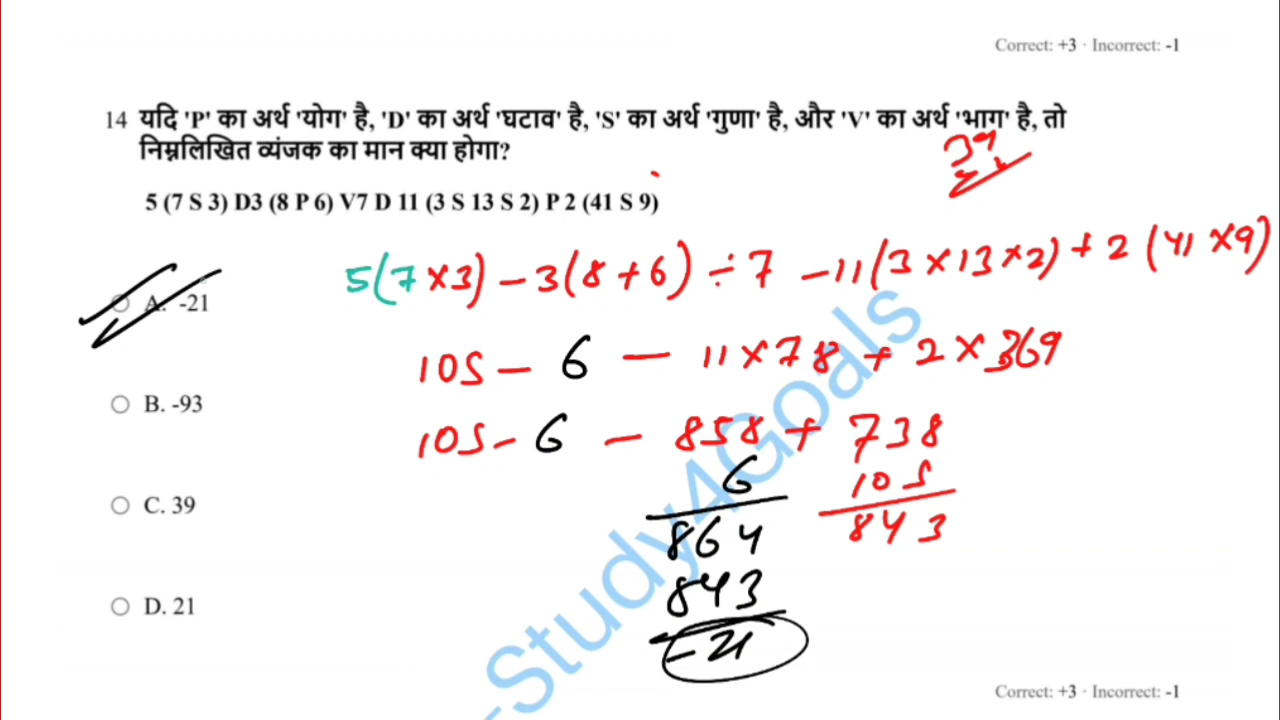 Correct: +3 · Incorrect: -1
14 यदि 'P' का अर्थ 'योग' है, 'D' का अर्थ 'घटाव' है, 'S' का अर्थ 'गुणा' है, और 'V' का अर्थ 'भाग' है, तो
निम्नलिखित व्यंजक का मान क्या होगा?
5 (7 S 3) D3 (8 P 6) V7 D 11 (3 S 13 S 2) P 2 (41 S 9)
5(7×3) – 3(8+6) ÷ 7 – 11(3×13×2) + 2(41×9)
A. -21
105 – 6 – 11×78 + 2×369
B. -93
105 – 6 – 858 + 738
6 105
C. 39
864 843
843
D. 21
–21
-Study4Goals
Correct: +3 · Incorrect: -1